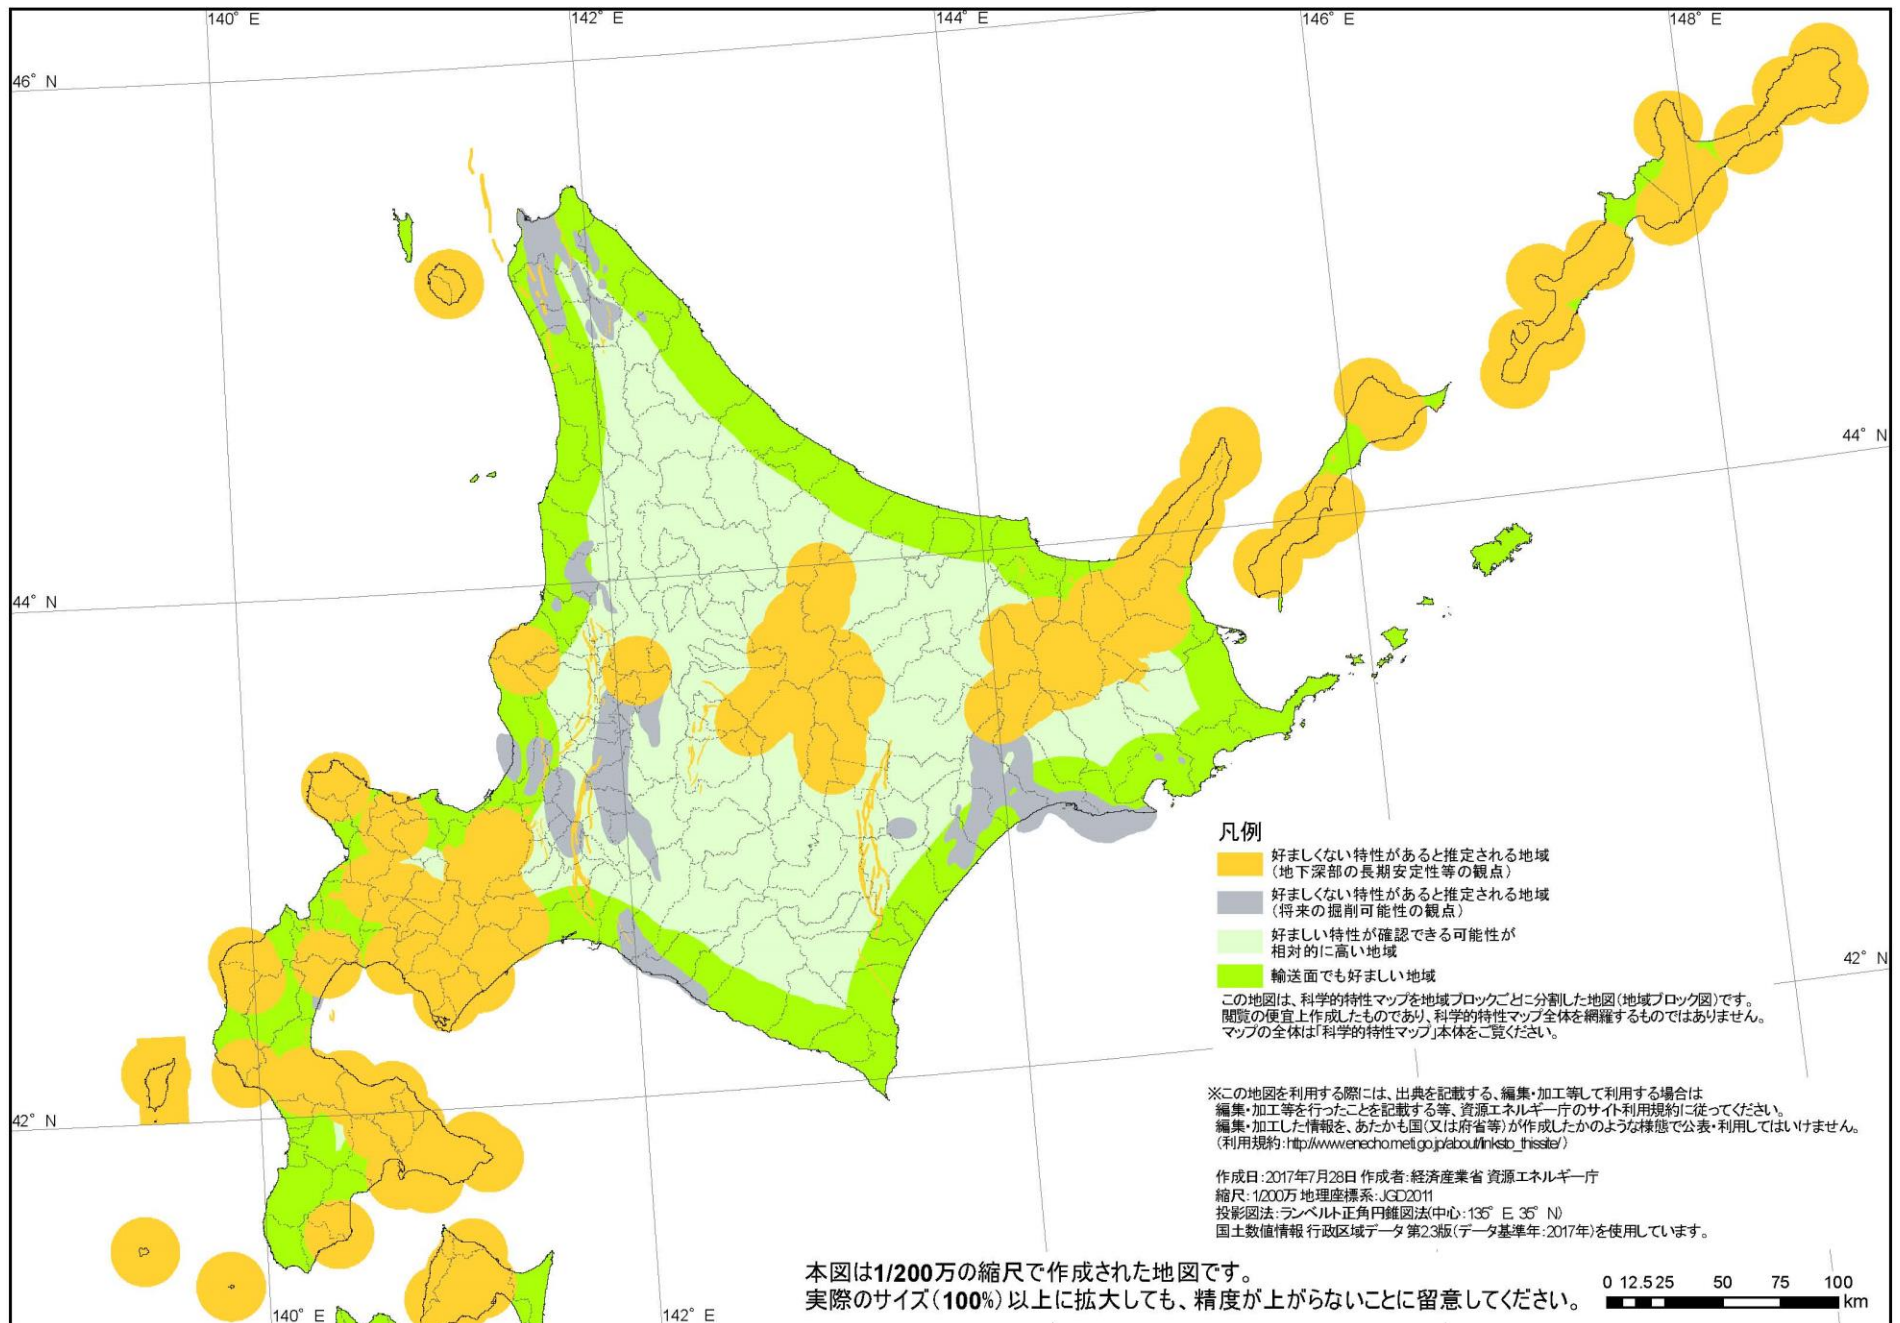 140° E
142° E
144° E
146° E
148° E
46° N
44° N
44° N
42° N
42° N
凡例
好ましくない特性があると推定される地域
（地下深部の長期安定性等の観点）
好ましくない特性があると推定される地域
（将来の掘削可能性の観点）
好ましい特性が確認できる可能性が
相対的に高い地域
輸送面でも好ましい地域
この地図は、科学的特性マップを地域ブロックごとに分割した地図（地域ブロック図）です。
閲覧の便宜上作成したものであり、科学的特性マップ全体を網羅するものではありません。
マップの全体は「科学的特性マップ」本体をご覧ください。
※この地図を利用する際には、出典を記載する、編集・加工等して利用する場合は
編集・加工等を行ったことを記載する等、資源エネルギー庁のサイト利用規約に従ってください。
編集・加工した情報を、あたかも国（又は府省等）が作成したかのような様態で公表・利用してはいけません。
（利用規約：http://www.enecho.meti.go.jp/about/linksto_thissite/）
作成日：2017年7月28日 作成者：経済産業省 資源エネルギー庁
縮尺：1/200万 地理座標系：JGD2011
投影図法：ランベルト正角円錐図法（中心：135° E 35° N）
国土数値情報 行政区域データ 第2.3版（データ基準年：2017年）を使用しています。
本図は1/200万の縮尺で作成された地図です。
実際のサイズ（100%）以上に拡大しても、精度が上がらないことに留意してください。
0 12.5 25 50 75 100
km
140° E
142° E